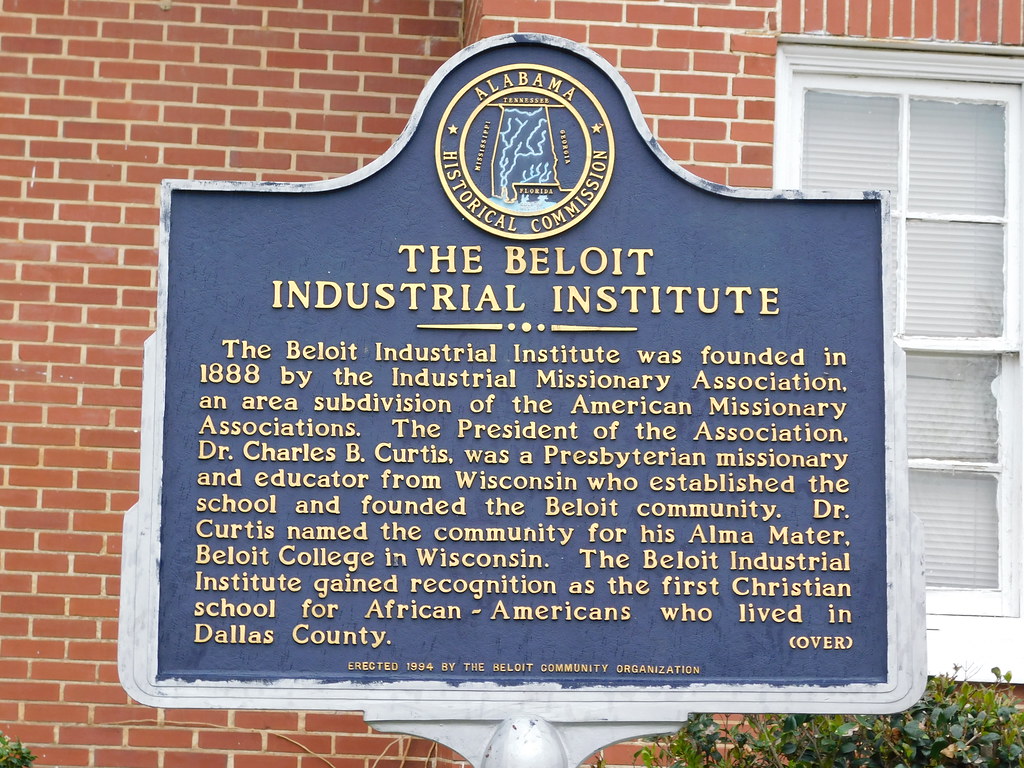 ALABAMA
TENNESSEE
MISSISSIPPI
GEORGIA
FLORIDA
HISTORICAL COMMISSION
THE BELOIT
INDUSTRIAL INSTITUTE
The Beloit Industrial Institute was founded in
1888 by the Industrial Missionary Association,
an area subdivision of the American Missionary
Associations. The President of the Association,
Dr. Charles B. Curtis, was a Presbyterian missionary
and educator from Wisconsin who established the
school and founded the Beloit community. Dr.
Curtis named the community for his Alma Mater,
Beloit College in Wisconsin. The Beloit Industrial
Institute gained recognition as the first Christian
school for African-Americans who lived in
Dallas County. (OVER)
ERECTED 1994 BY THE BELOIT COMMUNITY ORGANIZATION